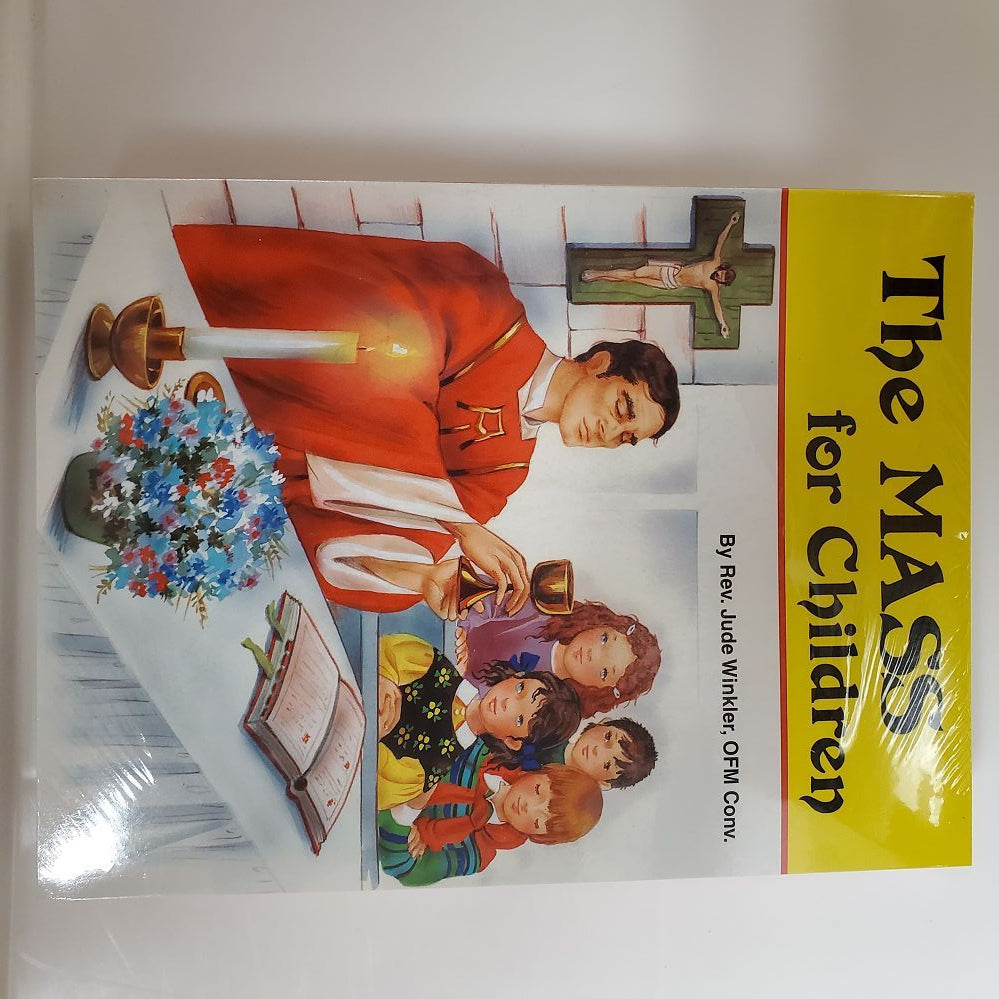 The MASS
for Children
By Rev. Jude Winkler, OFM Conv.